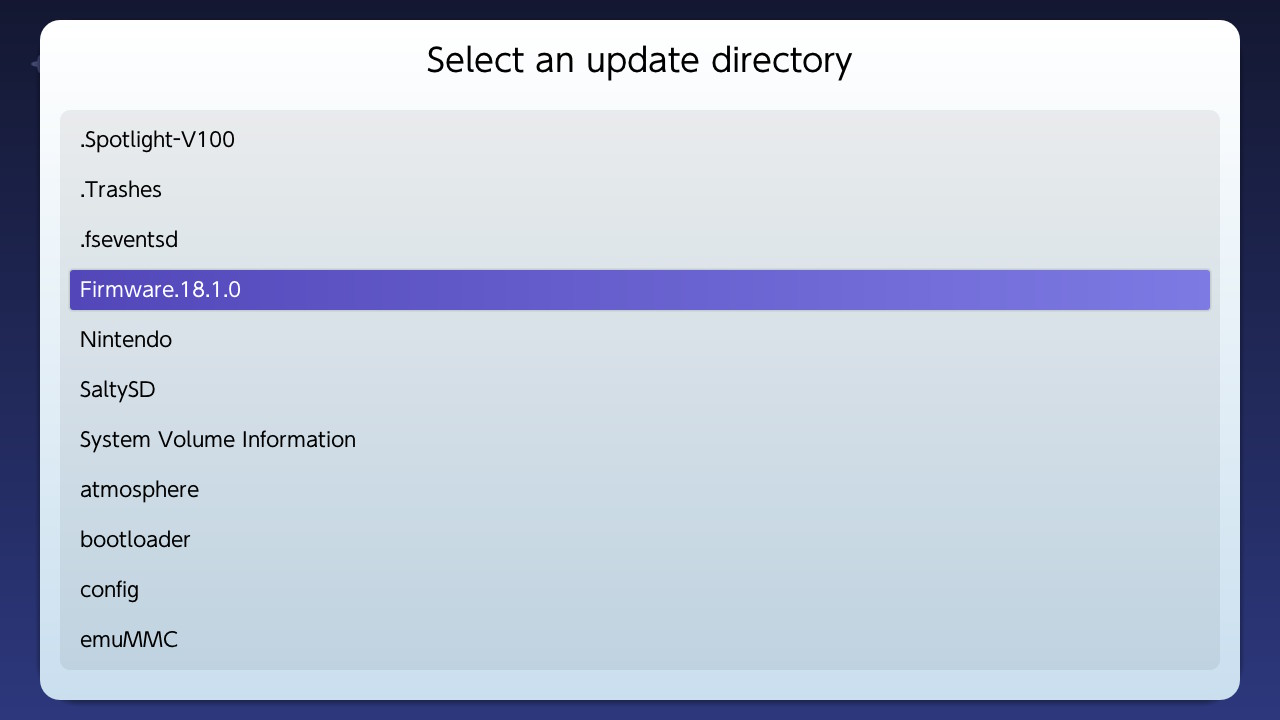 Select an update directory
.Spotlight-V100
.Trashes
.fseventsd
Firmware.18.1.0
Nintendo
SaltySD
System Volume Information
atmosphere
bootloader
config
emuMMC